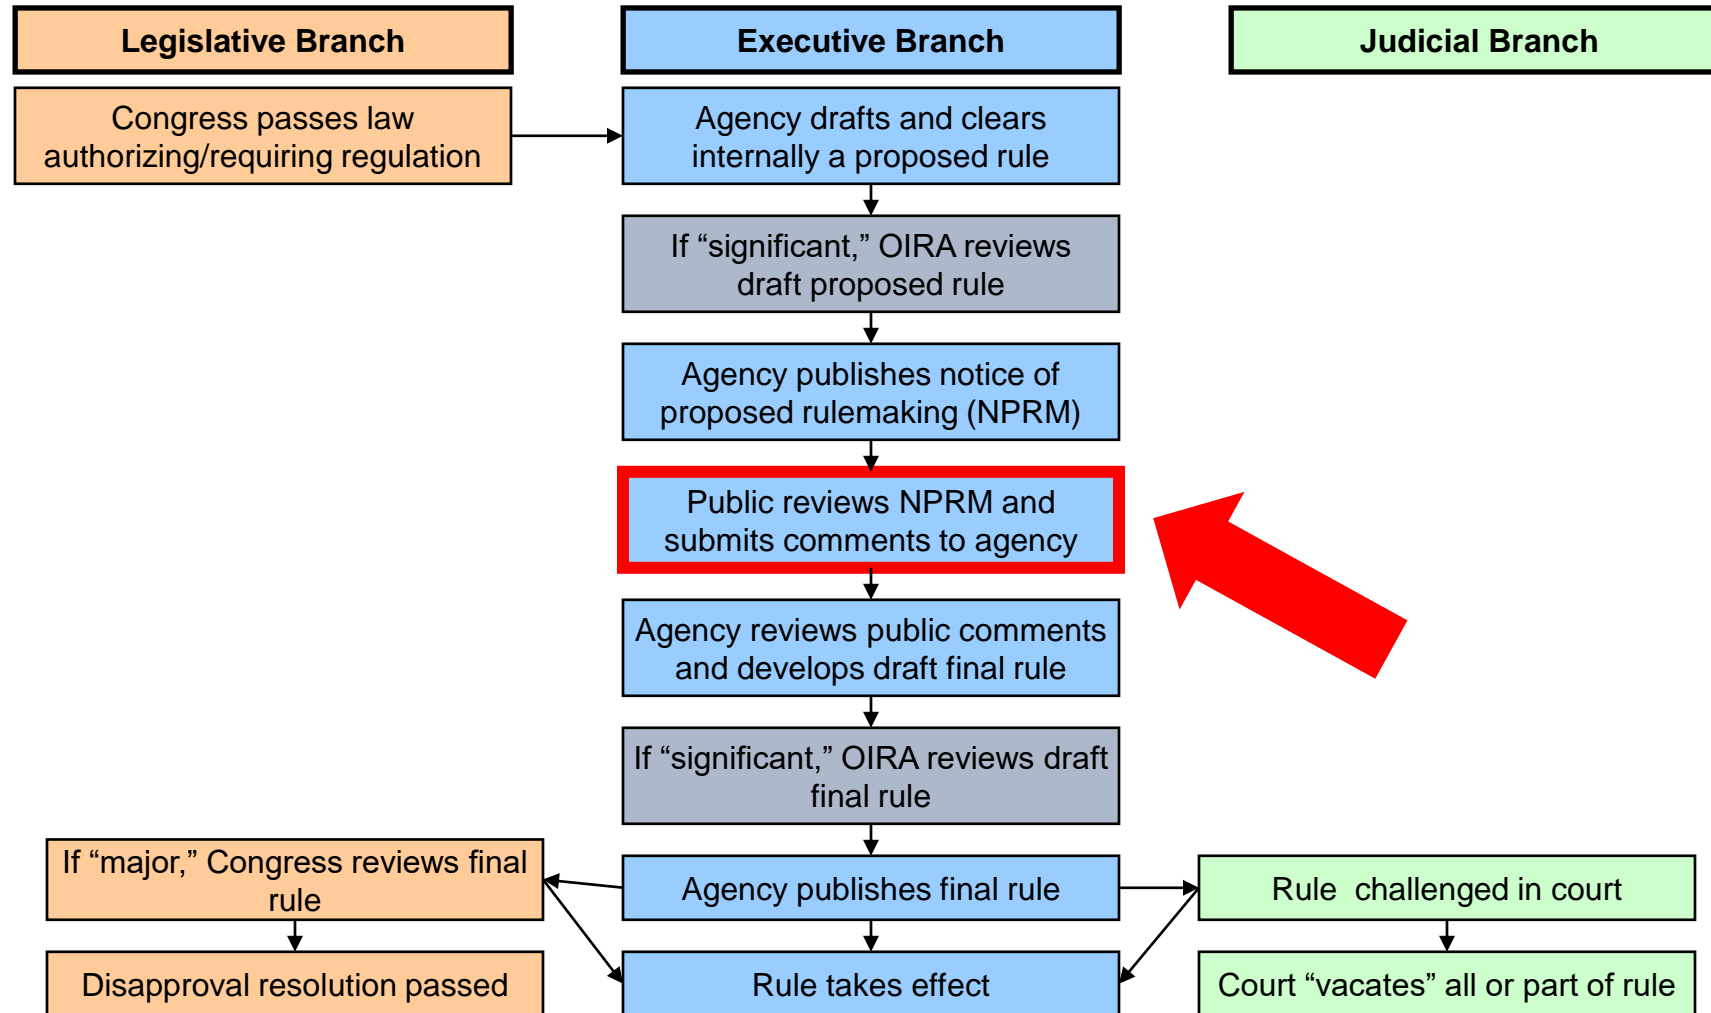 Legislative Branch
Executive Branch
Judicial Branch
Congress passes law
authorizing/requiring regulation
Agency drafts and clears
internally a proposed rule
If “significant,” OIRA reviews
draft proposed rule
Agency publishes notice of
proposed rulemaking (NPRM)
Public reviews NPRM and
submits comments to agency
Agency reviews public comments
and develops draft final rule
If “significant,” OIRA reviews draft
final rule
If “major,” Congress reviews final
rule
Agency publishes final rule
Rule challenged in court
Disapproval resolution passed
Rule takes effect
Court “vacates” all or part of rule